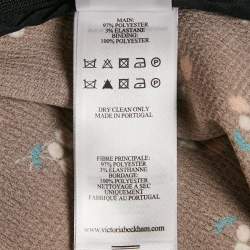 MAIN:
97% POLYESTER
3% ELASTANE
BINDING:
100% POLYESTER
DRY CLEAN ONLY
MADE IN PORTUGAL
FIBRE PRINCIPALE:
97% POLYESTER
3% ELASTHANNE
BORDAGE:
100% POLYESTER
NETTOYAGE A SEC
UNIQUEMENT
FABRIQUE AU PORTUGAL
www.victoriabeckham.com